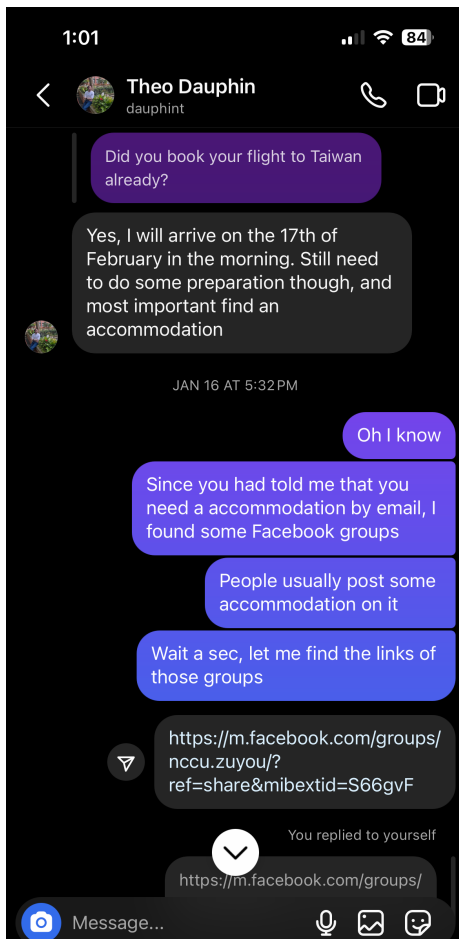 1:01
84
Theo Dauphin
dauphint
Did you book your flight to Taiwan
already?
Yes, I will arrive on the 17th of
February in the morning. Still need
to do some preparation though, and
most important find an
accommodation
JAN 16 AT 5:32 PM
Oh I know
Since you had told me that you
need a accommodation by email, I
found some Facebook groups
People usually post some
accommodation on it
Wait a sec, let me find the links of
those groups
https://m.facebook.com/groups/
nccu.zuyou/?
ref=share&mibextid=S66gvF
You replied to yourself
https://m.facebook.com/groups/
Message...